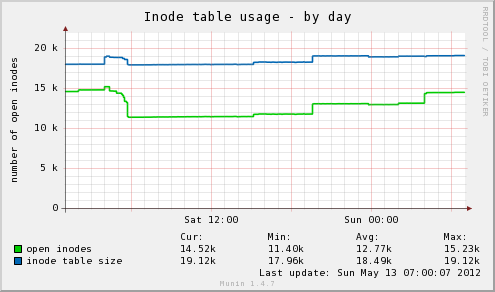 Inode table usage - by day
RRDTOOL / TOBI OETIKER
number of open inodes
20 k
15 k
10 k
5 k
0
Sat 12:00 Sun 00:00
Cur: Min: Avg: Max:
open inodes 14.52k 11.40k 12.77k 15.23k
inode table size 19.12k 17.96k 18.49k 19.12k
Last update: Sun May 13 07:00:07 2012
Munin 1.4.7